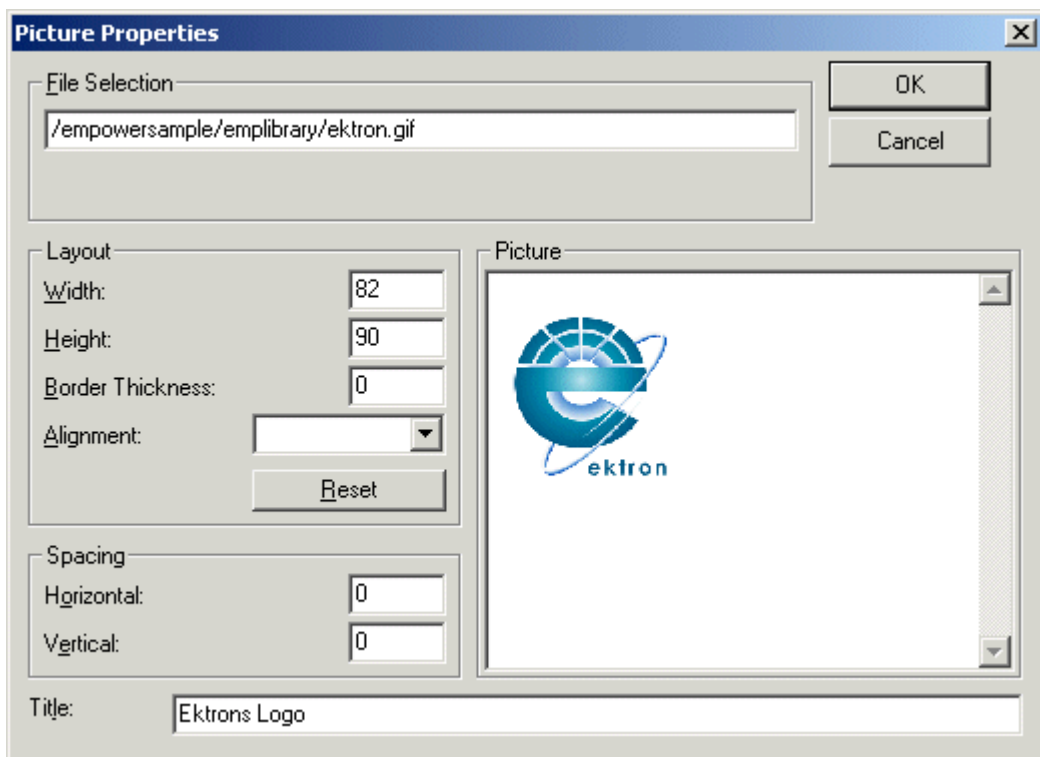 Picture Properties
File Selection
OK
/empowersample/emplibrary/ektron.gif
Cancel
Layout
Picture
Width:
82
Height:
90
Border Thickness:
0
Alignment:
Reset
ektron
Spacing
Horizontal:
0
Vertical:
0
Title:
Ektrons Logo